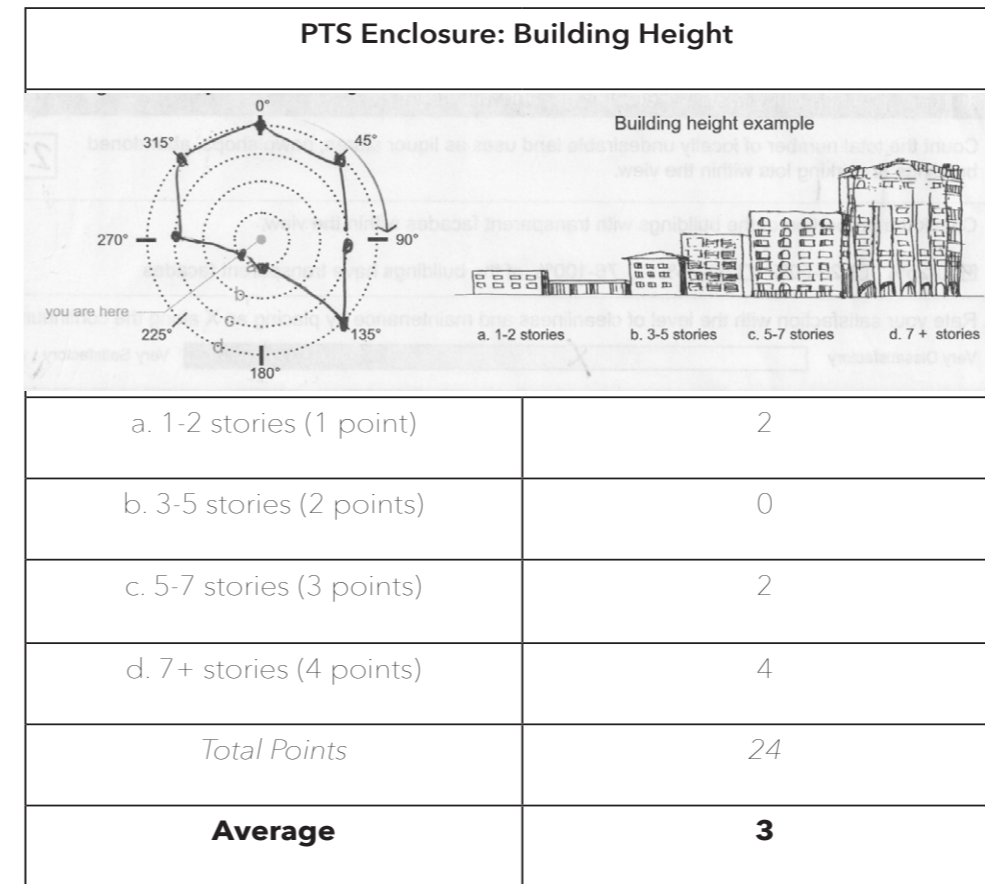 PTS Enclosure: Building Height
0°
Building height example
315°
45°
270°
90°
b
you are here
c
225
135°
d
180°
a. 1-2 stories
b. 3-5 stories
c. 5-7 stories
d. 7 + stories
a. 1-2 stories (1 point)
2
b. 3-5 stories (2 points)
0
c. 5-7 stories (3 points)
2
d. 7+ stories (4 points)
4
Total Points
24
Average
3